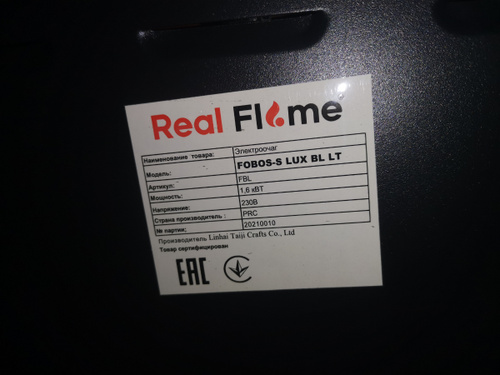 Real Flame
Наименование товара: Электроочаг
Модель: FOBOS-S LUX BL LT
Артикул: FBL
Мощность: 1,6 кВТ
Напряжение: 230В
Страна производитель : PRC
№ партии: 20210010
Производитель Linhai Taiji Crafts Co., Ltd
Товар сертифицирован
EAC